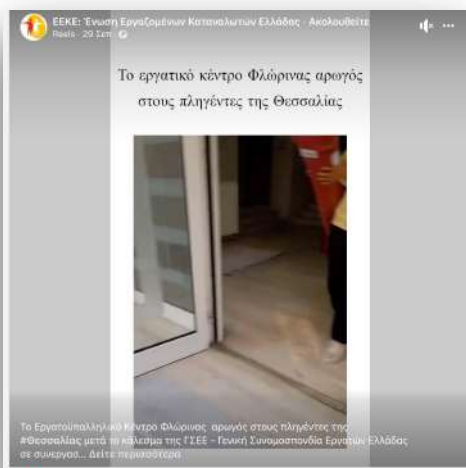 ΕΕΚΕ: Ένωση Εργαζομένων Καταναλωτών Ελλάδας · Ακολουθείτε
Reels · 29 Σεπ ·
Το εργατικό κέντρο Φλώρινας αρωγός
στους πληγέντες της Θεσσαλίας
Το Εργατοϋπαλληλικό Κέντρο Φλώρινας αρωγός στους πληγέντες της
#Θεσσαλίας μετά το κάλεσμα της ΓΣΕΕ – Γενική Συνομοσπονδία Εργατών Ελλάδας
σε συνεργασ... Δείτε περισσότερα